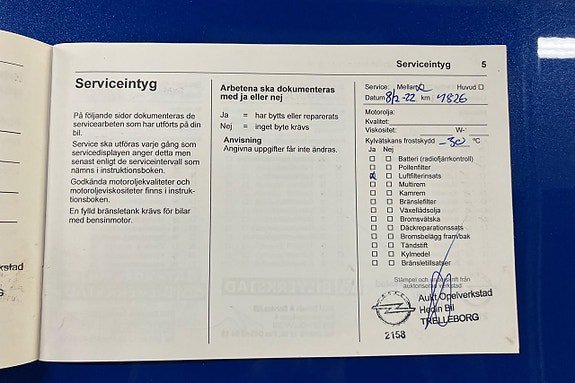 Serviceintyg 5
Serviceintyg
På följande sidor dokumenteras de
servicearbeten som har utförts på din
bil.
Service ska utföras varje gång som
servicedisplayen anger detta men
senast enligt de serviceintervall som
nämns i instruktionsboken.
Godkända motoroljekvaliteter och
motoroljeviskositeter finns i instruk-
tionsboken.
En fylld bränsletank krävs för bilar
med bensinmotor.
Arbetena ska dokumenteras
med ja eller nej
Ja = har bytts eller reparerats
Nej = inget byte krävs
Anvisning
Angivna uppgifter får inte ändras.
Service: Mellan Huvud
Datum 8/2-22 km 4826
Motorolja:
Kvalitet:
Viskositet: W-
Kylvätskans frostskydd -30 °C
Ja Nej
Batteri (radiofjärrkontroll)
Pollenfilter
Luftfilterinsats
Multirem
Kamrem
Bränslefilter
Växellådsolja
Bromsvätska
Däckreparationssats
Bromsbelägg fram/bak
Tändstift
Kylmedel
Bränsletillsatser
Stämpel och underskrift från
auktoriserad verkstad
Aukt Opelverkstad
Hedin Bil
TRELLEBORG
2158